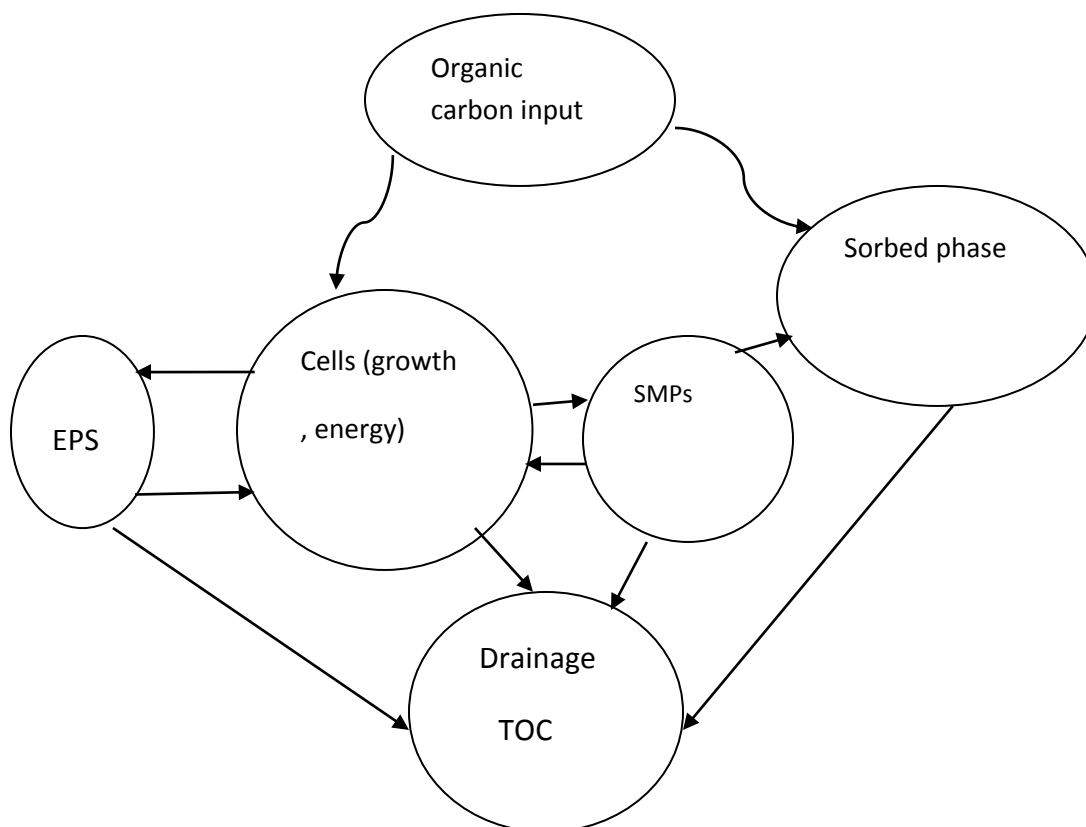 Organic
carbon input
Sorbed phase
Cells (growth
, energy)
SMPs
EPS
Drainage
TOC